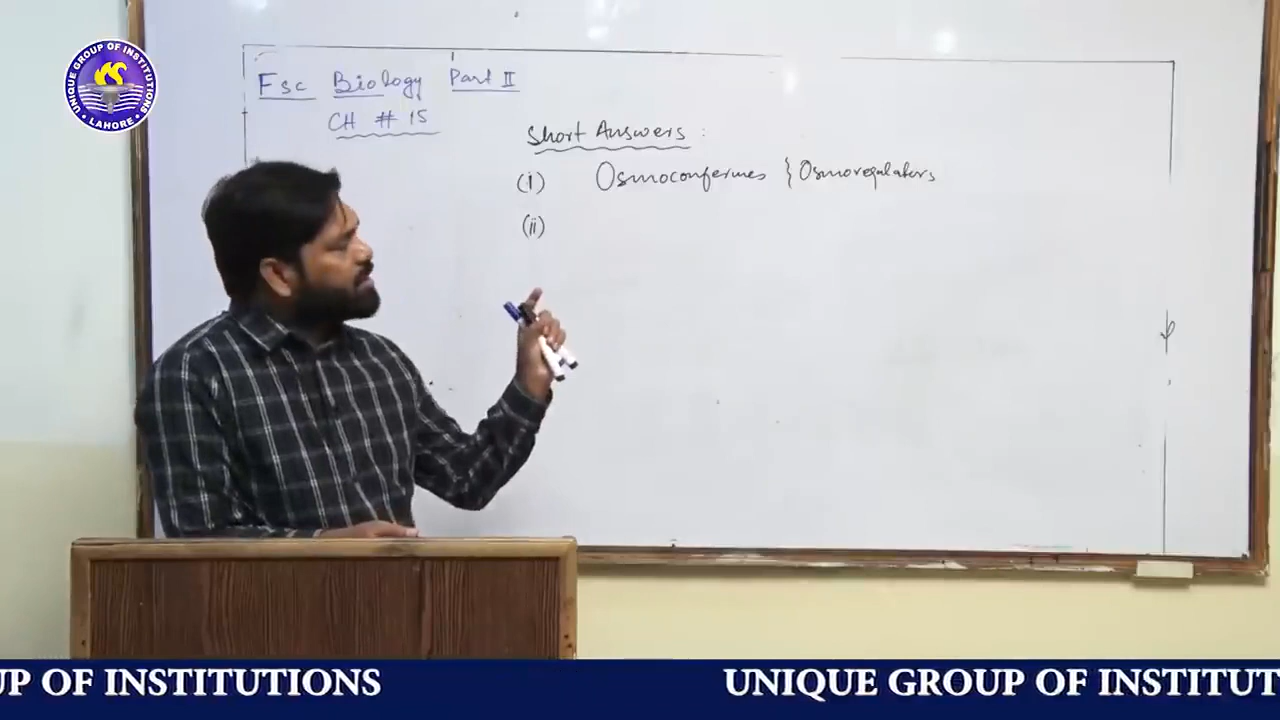 UNIQUE GROUP OF INSTITUTIONS
• LAHORE •
Fsc Biology Part II
CH # 15
Short Answers :
(i) Osmoconfermes } Osmoregulators
(ii)
UP OF INSTITUTIONS
UNIQUE GROUP OF INSTITUT